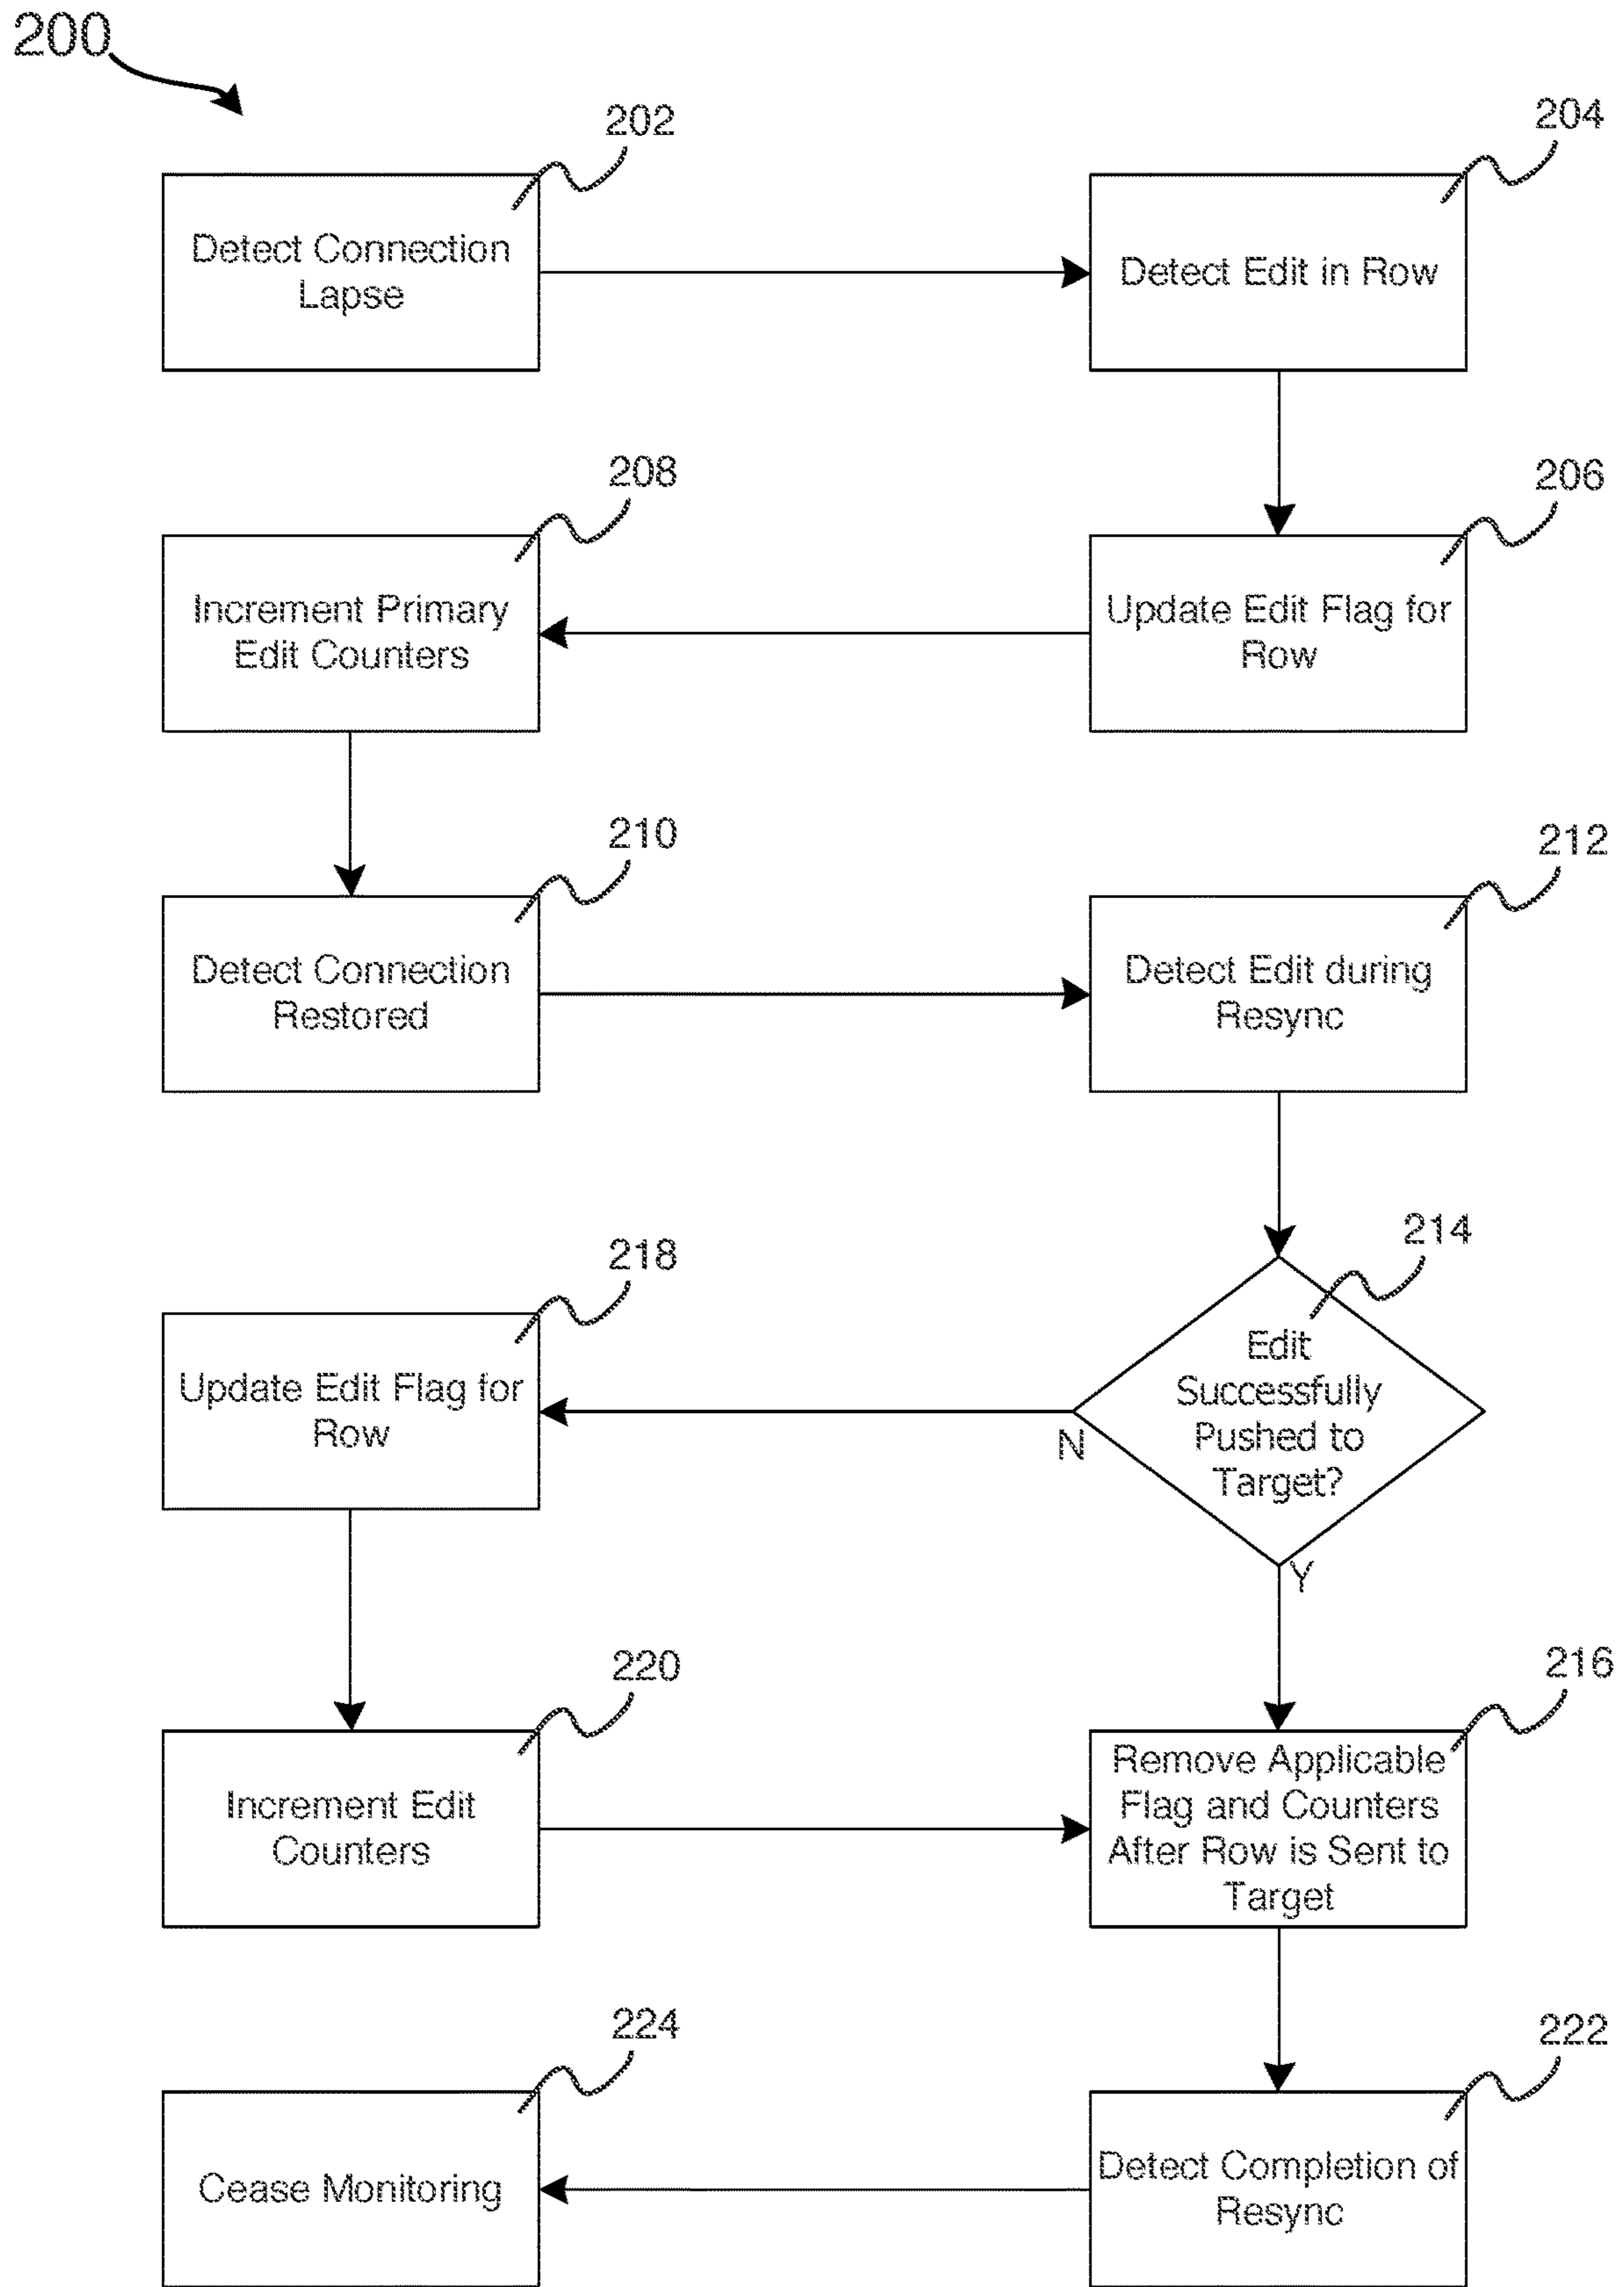 200
202
Detect Connection
Lapse
204
Detect Edit in Row
206
Update Edit Flag for
Row
208
Increment Primary
Edit Counters
210
Detect Connection
Restored
212
Detect Edit during
Resync
214
Edit
Successfully
Pushed to
Target?
N
Y
218
Update Edit Flag for
Row
220
Increment Edit
Counters
216
Remove Applicable
Flag and Counters
After Row is Sent to
Target
222
Detect Completion of
Resync
224
Cease Monitoring